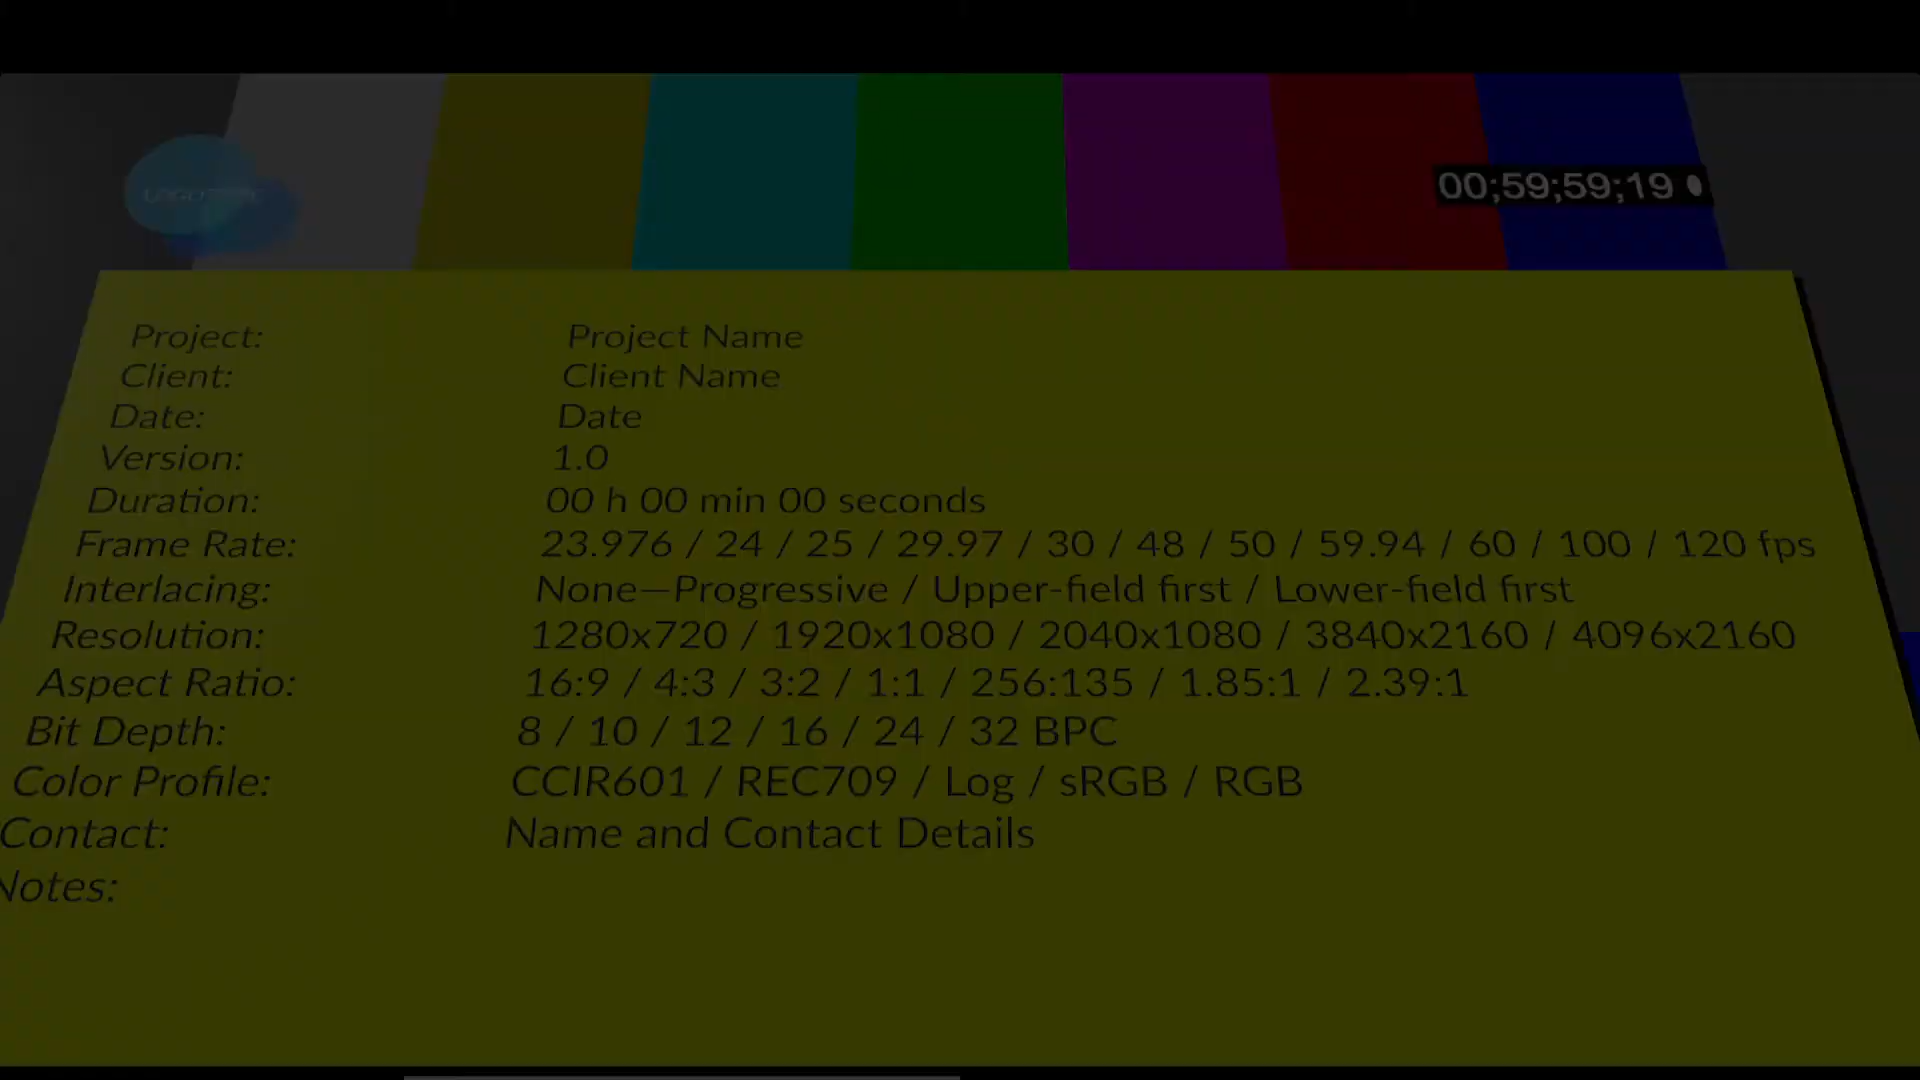 00;59;59;19
Project: Project Name
Client: Client Name
Date: Date
Version: 1.0
Duration: 00 h 00 min 00 seconds
Frame Rate: 23.976 / 24 / 25 / 29.97 / 30 / 48 / 50 / 59.94 / 60 / 100 / 120 fps
Interlacing: None—Progressive / Upper-field first / Lower-field first
Resolution: 1280x720 / 1920x1080 / 2040x1080 / 3840x2160 / 4096x2160
Aspect Ratio: 16:9 / 4:3 / 3:2 / 1:1 / 256:135 / 1.85:1 / 2.39:1
Bit Depth: 8 / 10 / 12 / 16 / 24 / 32 BPC
Color Profile: CCIR601 / REC709 / Log / sRGB / RGB
Contact: Name and Contact Details
Notes: